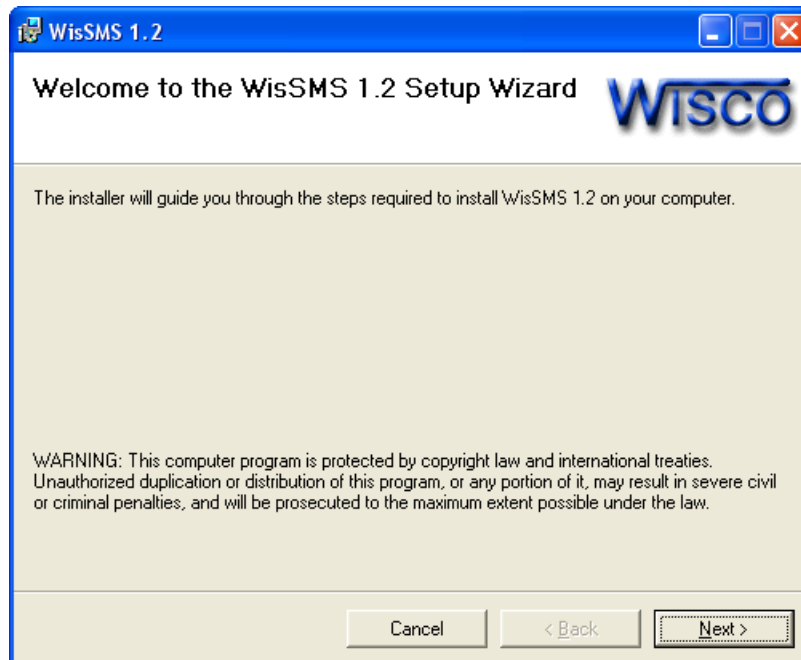 WisSMS 1.2
Welcome to the WisSMS 1.2 Setup Wizard
WISCO
The installer will guide you through the steps required to install WisSMS 1.2 on your computer.
WARNING: This computer program is protected by copyright law and international treaties.
Unauthorized duplication or distribution of this program, or any portion of it, may result in severe civil
or criminal penalties, and will be prosecuted to the maximum extent possible under the law.
Cancel
< Back
Next >